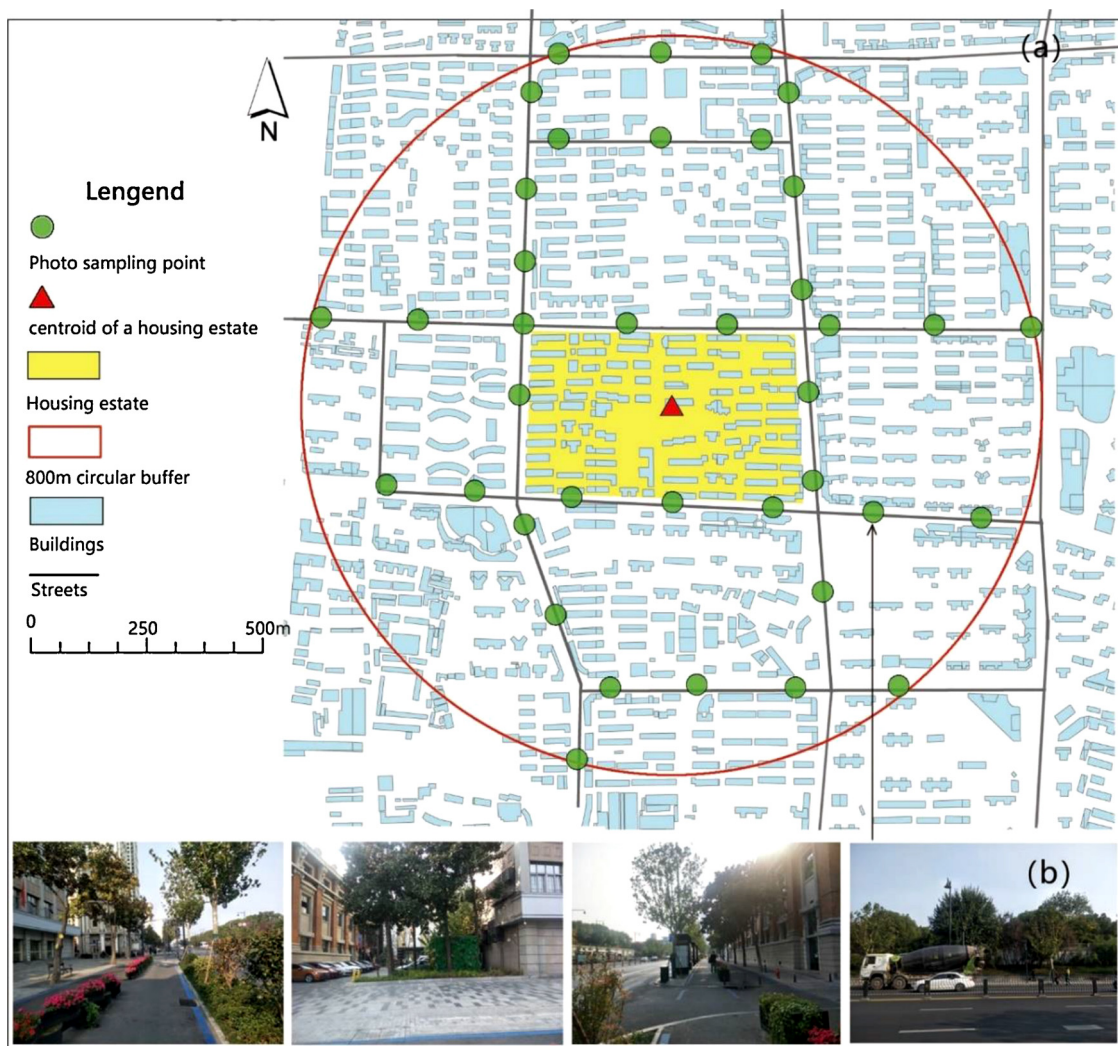 (a)
N
Lengend
Photo sampling point
centroid of a housing estate
Housing estate
800m circular buffer
Buildings
Streets
0 250 500m
(b)